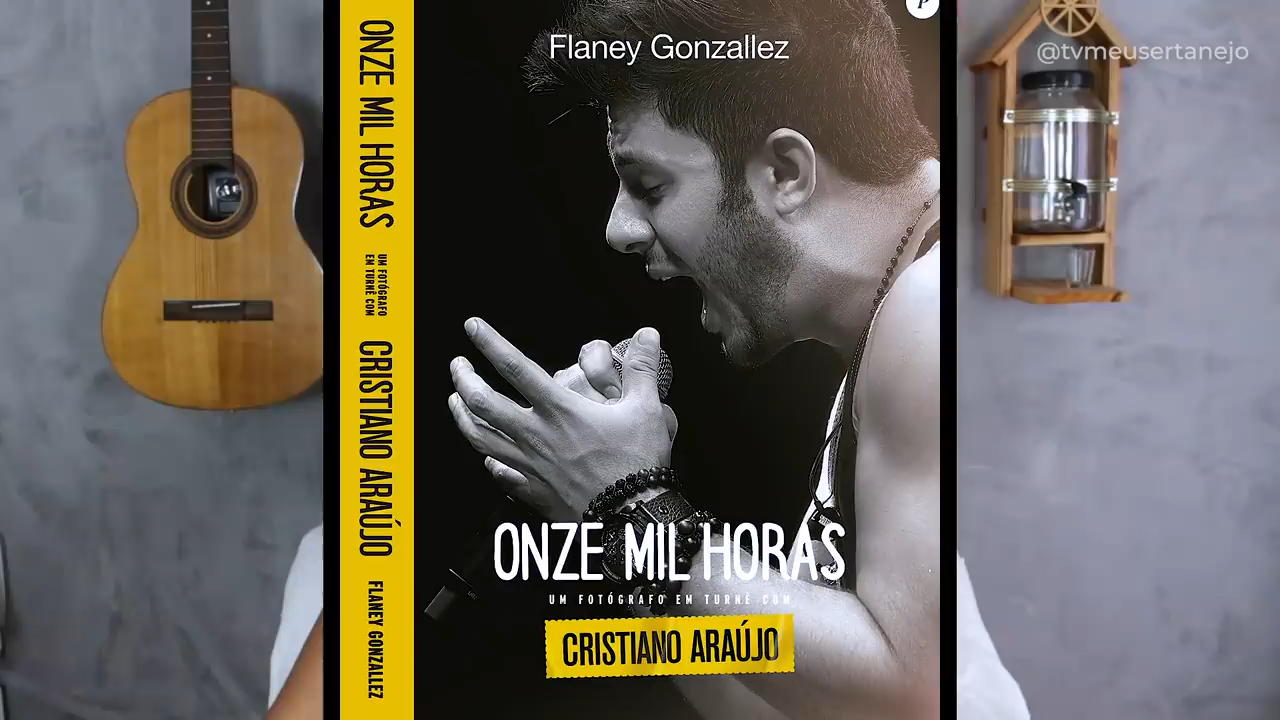 @tvmeusertanejo
ONZE MIL HORAS
UM FOTÓGRAFO
EM TURNÊ COM
CRISTIANO ARAÚJO
FLANEY GONZALLEZ
Flaney Gonzallez
ONZE MIL HORAS
UM FOTÓGRAFO EM TURNÊ COM
CRISTIANO ARAÚJO